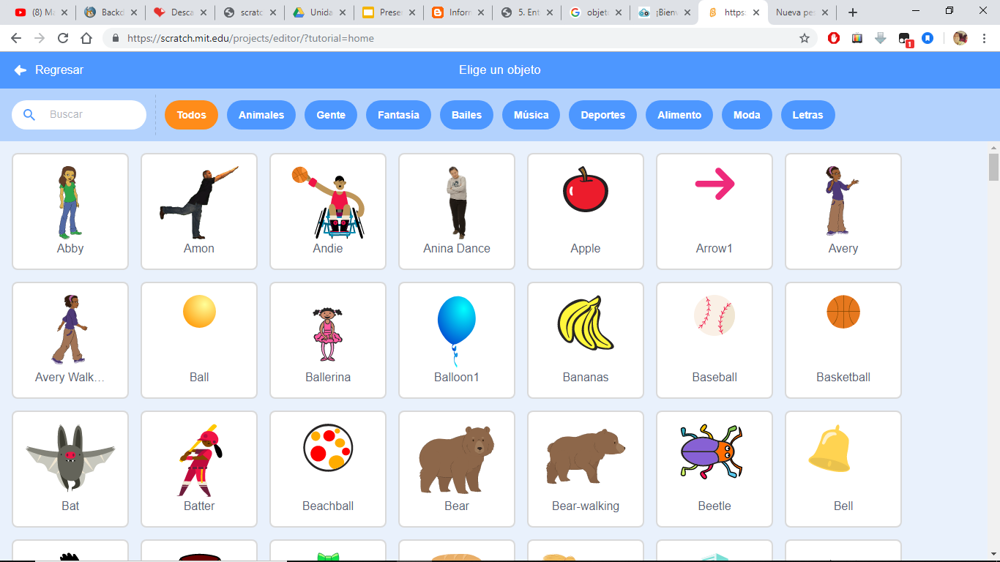 (8) Ma
Backd
Desca
scratc
Unida
Prese
Inforn
5. Ent
objet
¡Bien
https:
Nueva pes
https://scratch.mit.edu/projects/editor/?tutorial=home
1
Regresar
Elige un objeto
Buscar
Todos
Animales
Gente
Fantasía
Bailes
Música
Deportes
Alimento
Moda
Letras
Abby
Amon
Andie
Anina Dance
Apple
Arrow1
Avery
Avery Walk...
Ball
Ballerina
Balloon1
Bananas
Baseball
Basketball
Bat
Batter
Beachball
Bear
Bear-walking
Beetle
Bell